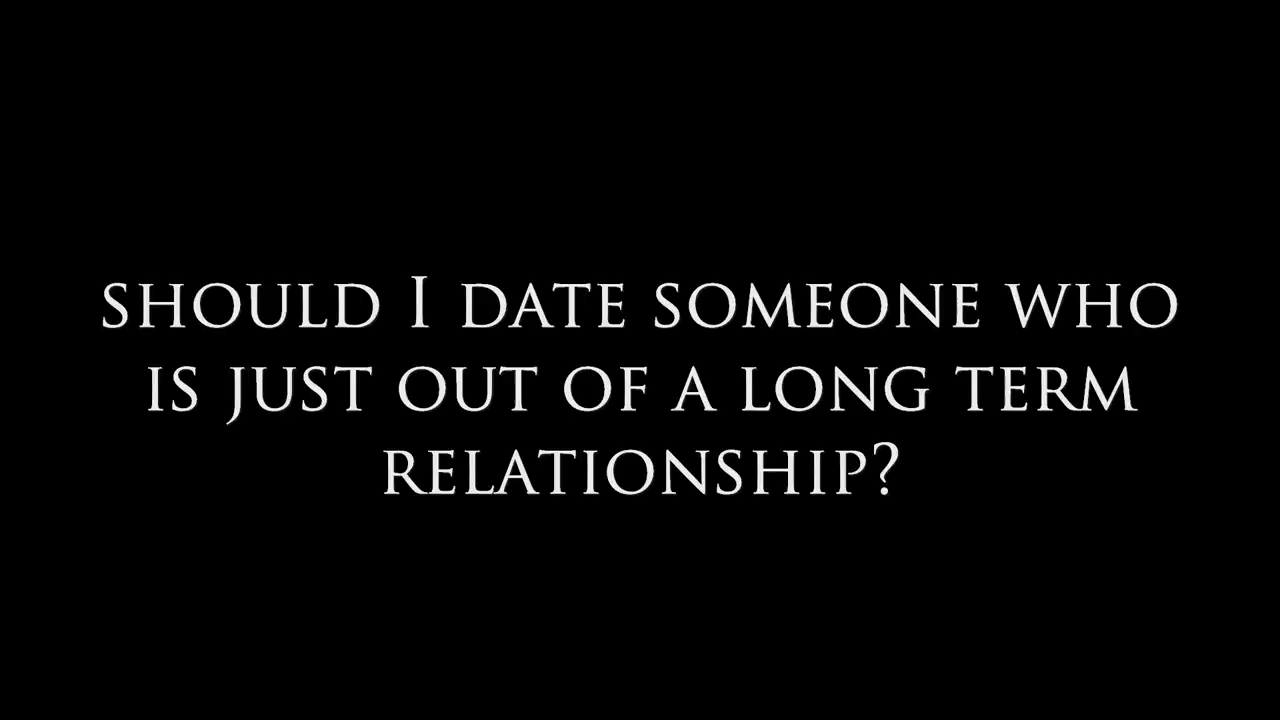 should I date someone who
is just out of a long term
relationship?